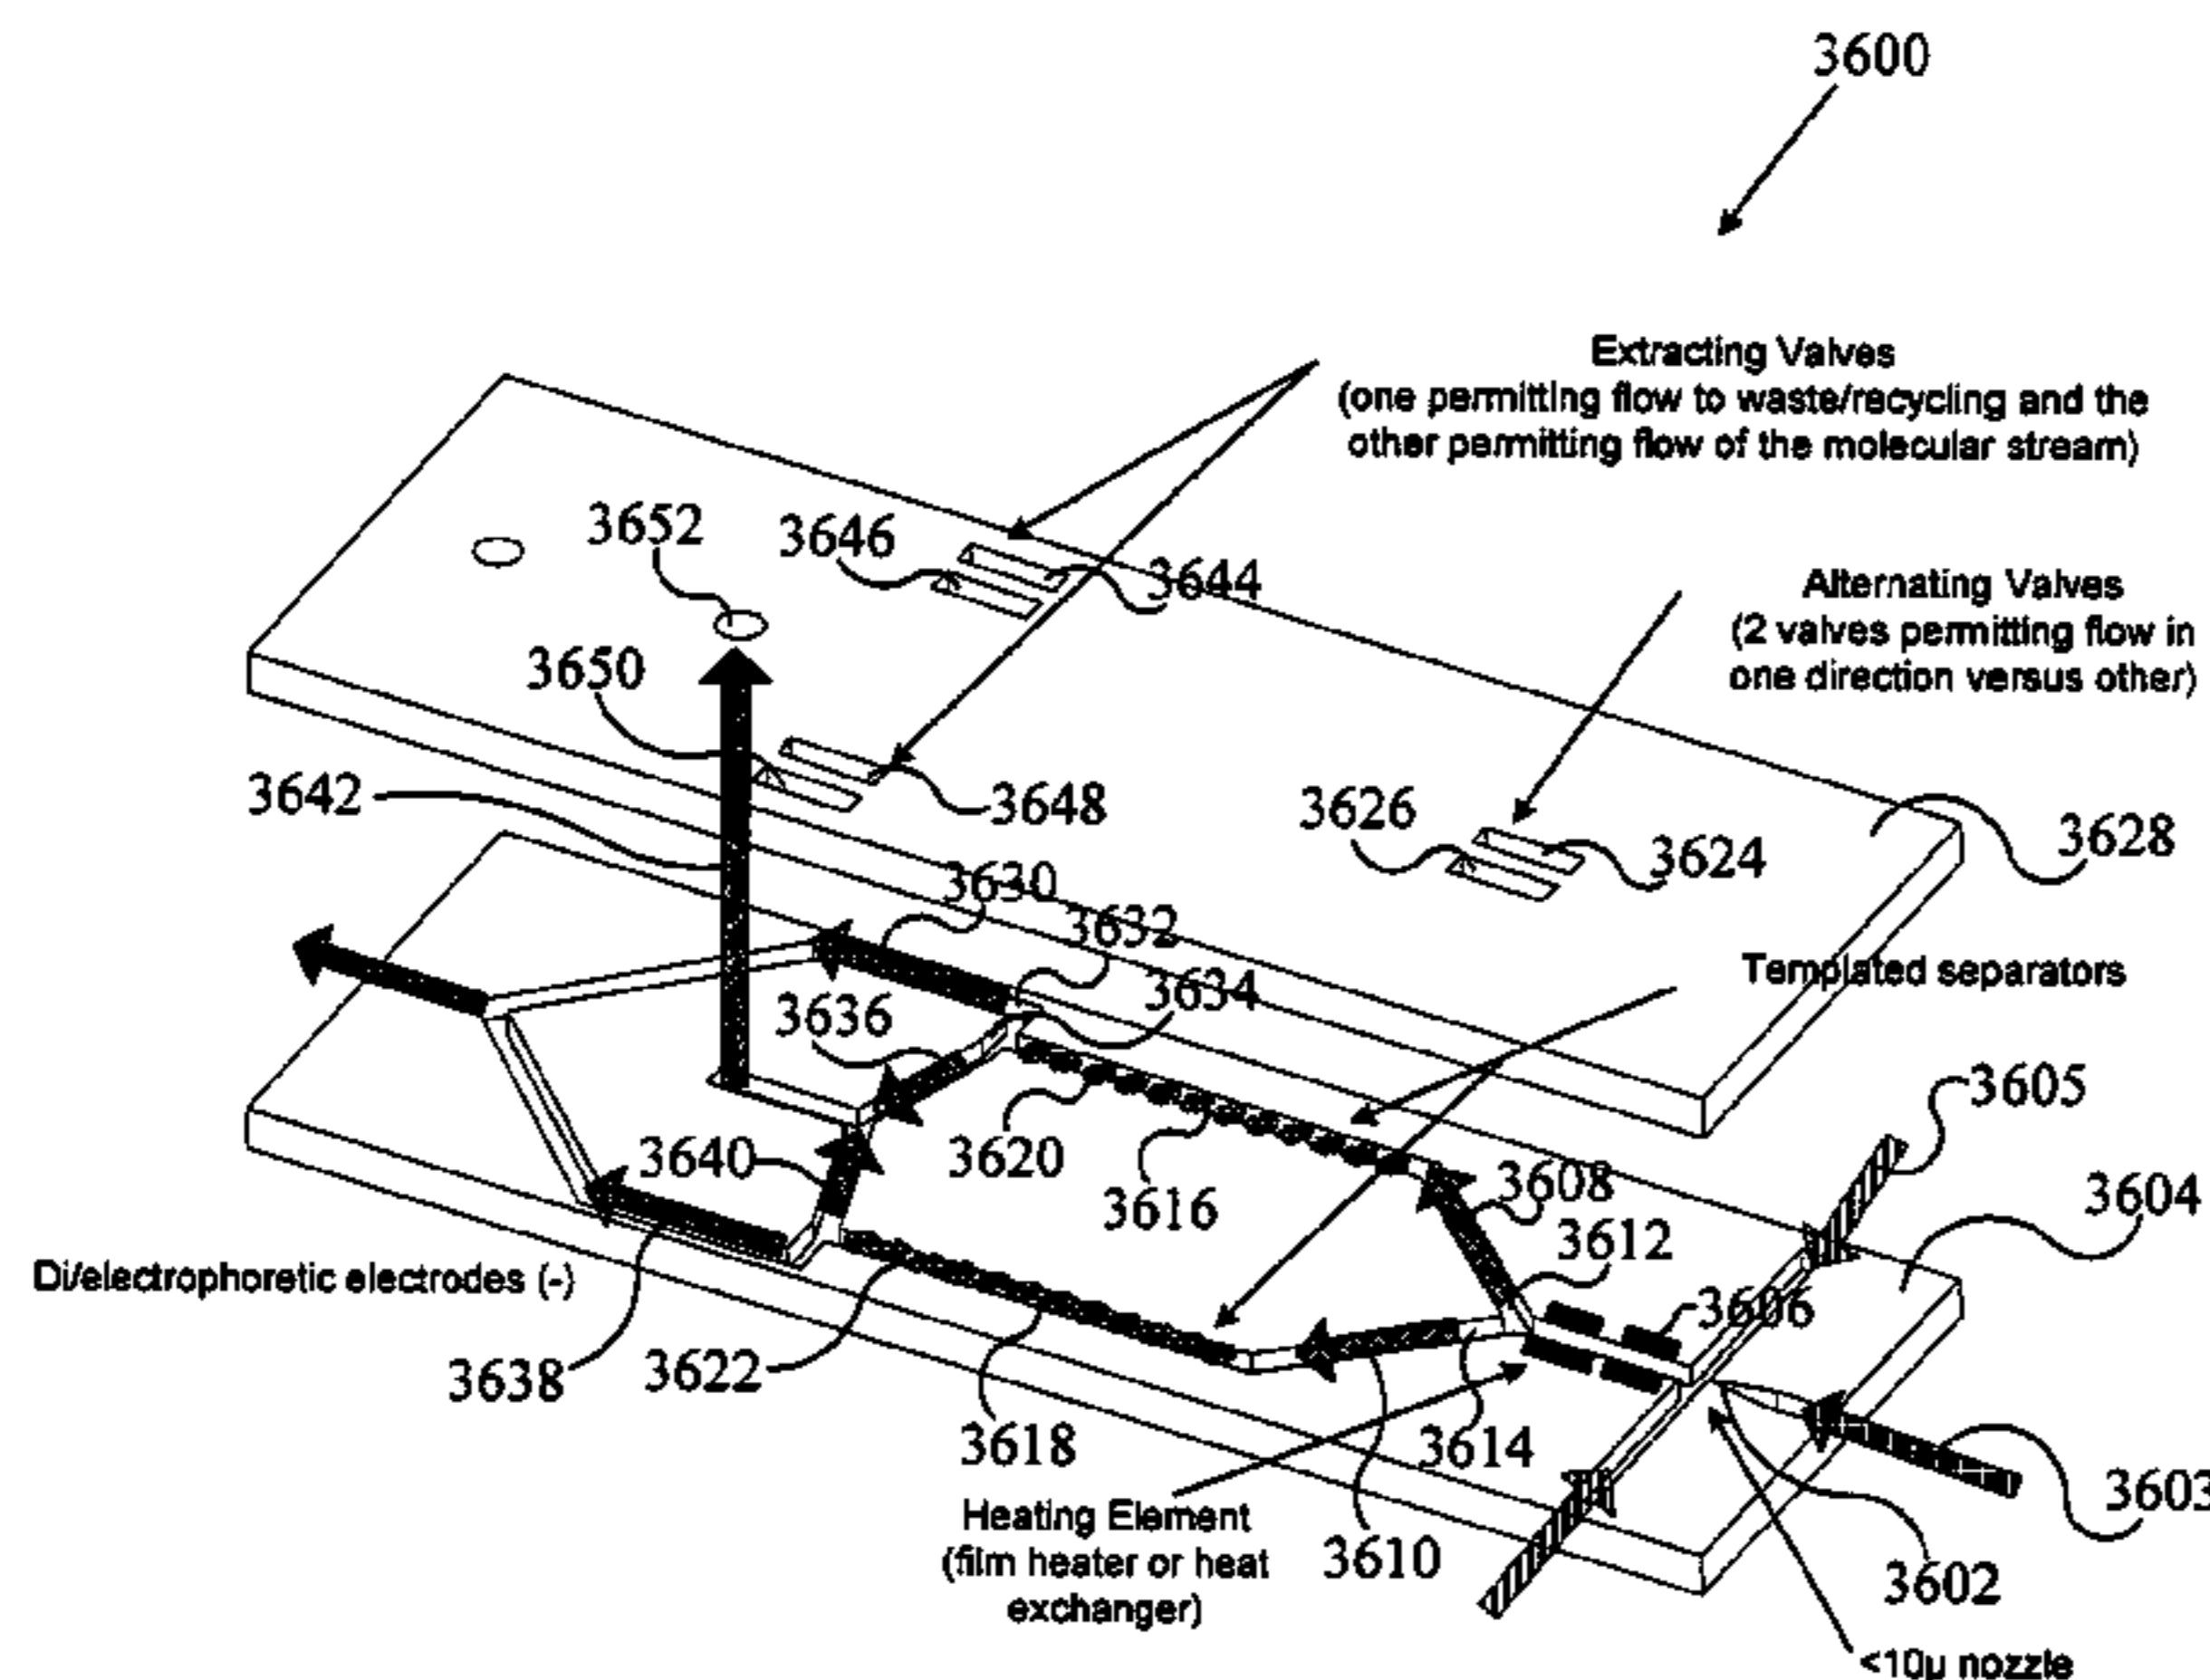 3600
Extracting Valves
(one permitting flow to waste/recycling and the
other permitting flow of the molecular stream)
3652
3646
3644
Alternating Valves
(2 valves permitting flow in
one direction versus other)
3650
3642
3648
3626
3624
3628
3630
3632
Templated separators
3634
3636
3605
3640
3620
3616
3608
3604
3612
Di/electrophoretic electrodes (-)
3606
3638
3622
3618
3614
3603
Heating Element
(film heater or heat
exchanger)
3610
3602
<10µ nozzle